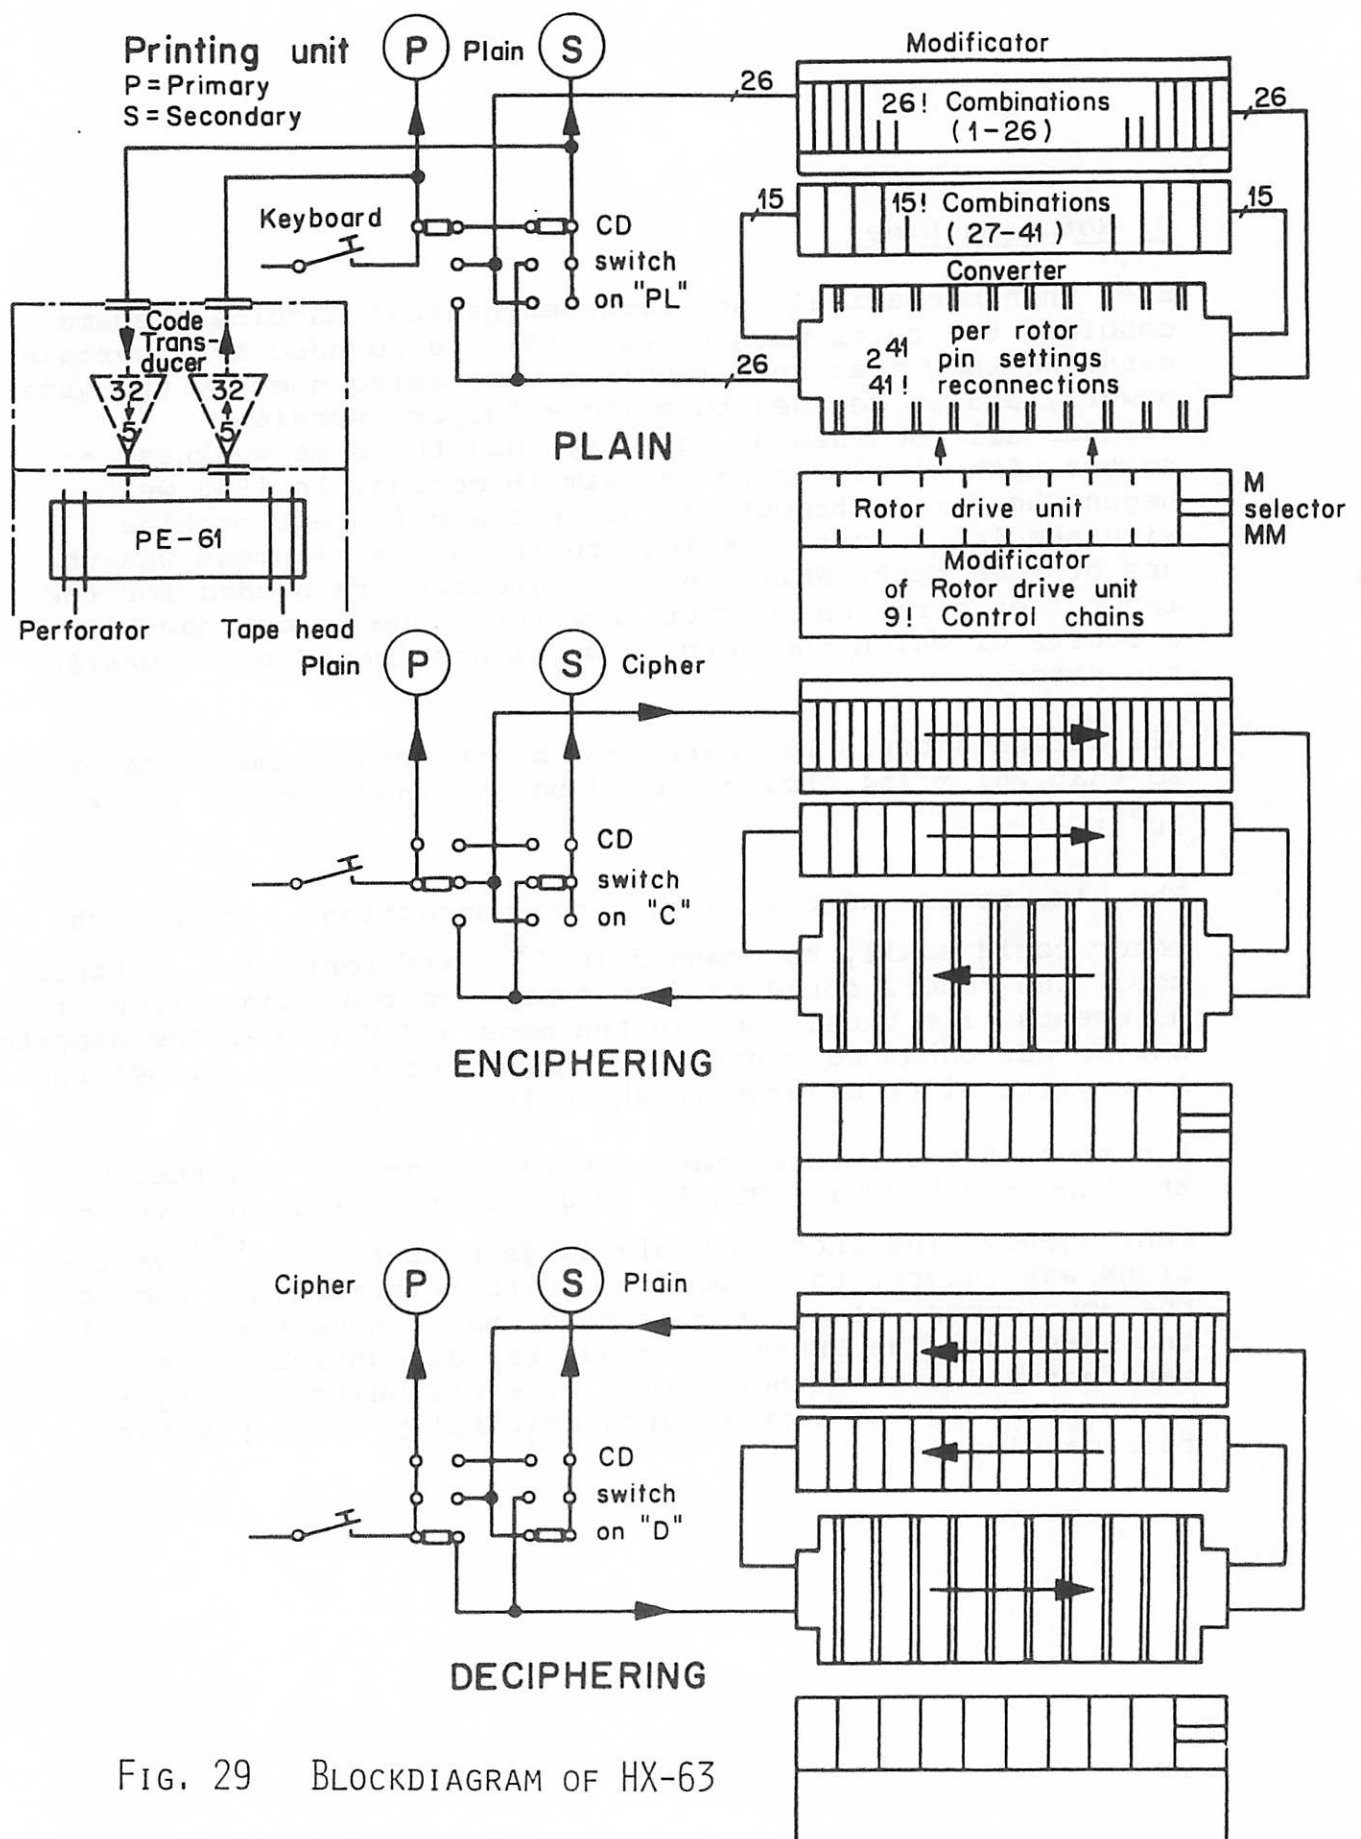 Printing unit
P = Primary
S = Secondary
P Plain S
Modificator
26
26! Combinations
(1-26)
26
15
15! Combinations
(27-41)
15
Keyboard
CD
switch
on "PL"
Converter
per rotor
2^41 pin settings
41! reconnections
26
Code
Trans-
ducer
32 32
5 5
PE-61
Perforator Tape head
PLAIN
Rotor drive unit
M
selector
MM
Modificator
of Rotor drive unit
9! Control chains
Plain P S Cipher
CD
switch
on "C"
ENCIPHERING
Cipher P S Plain
CD
switch
on "D"
DECIPHERING
FIG. 29 BLOCKDIAGRAM OF HX-63